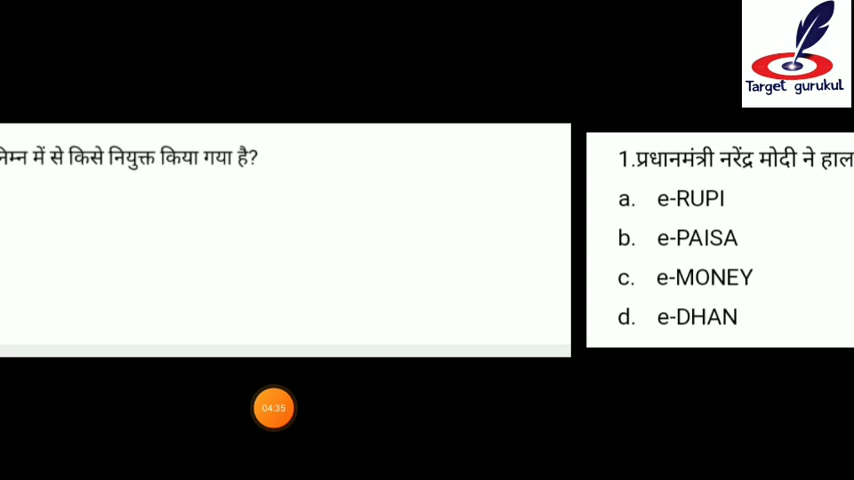 Target gurukul
निम्न में से किसे नियुक्त किया गया है?
1.प्रधानमंत्री नरेंद्र मोदी ने हाल
a. e-RUPI
b. e-PAISA
c. e-MONEY
d. e-DHAN
04:35